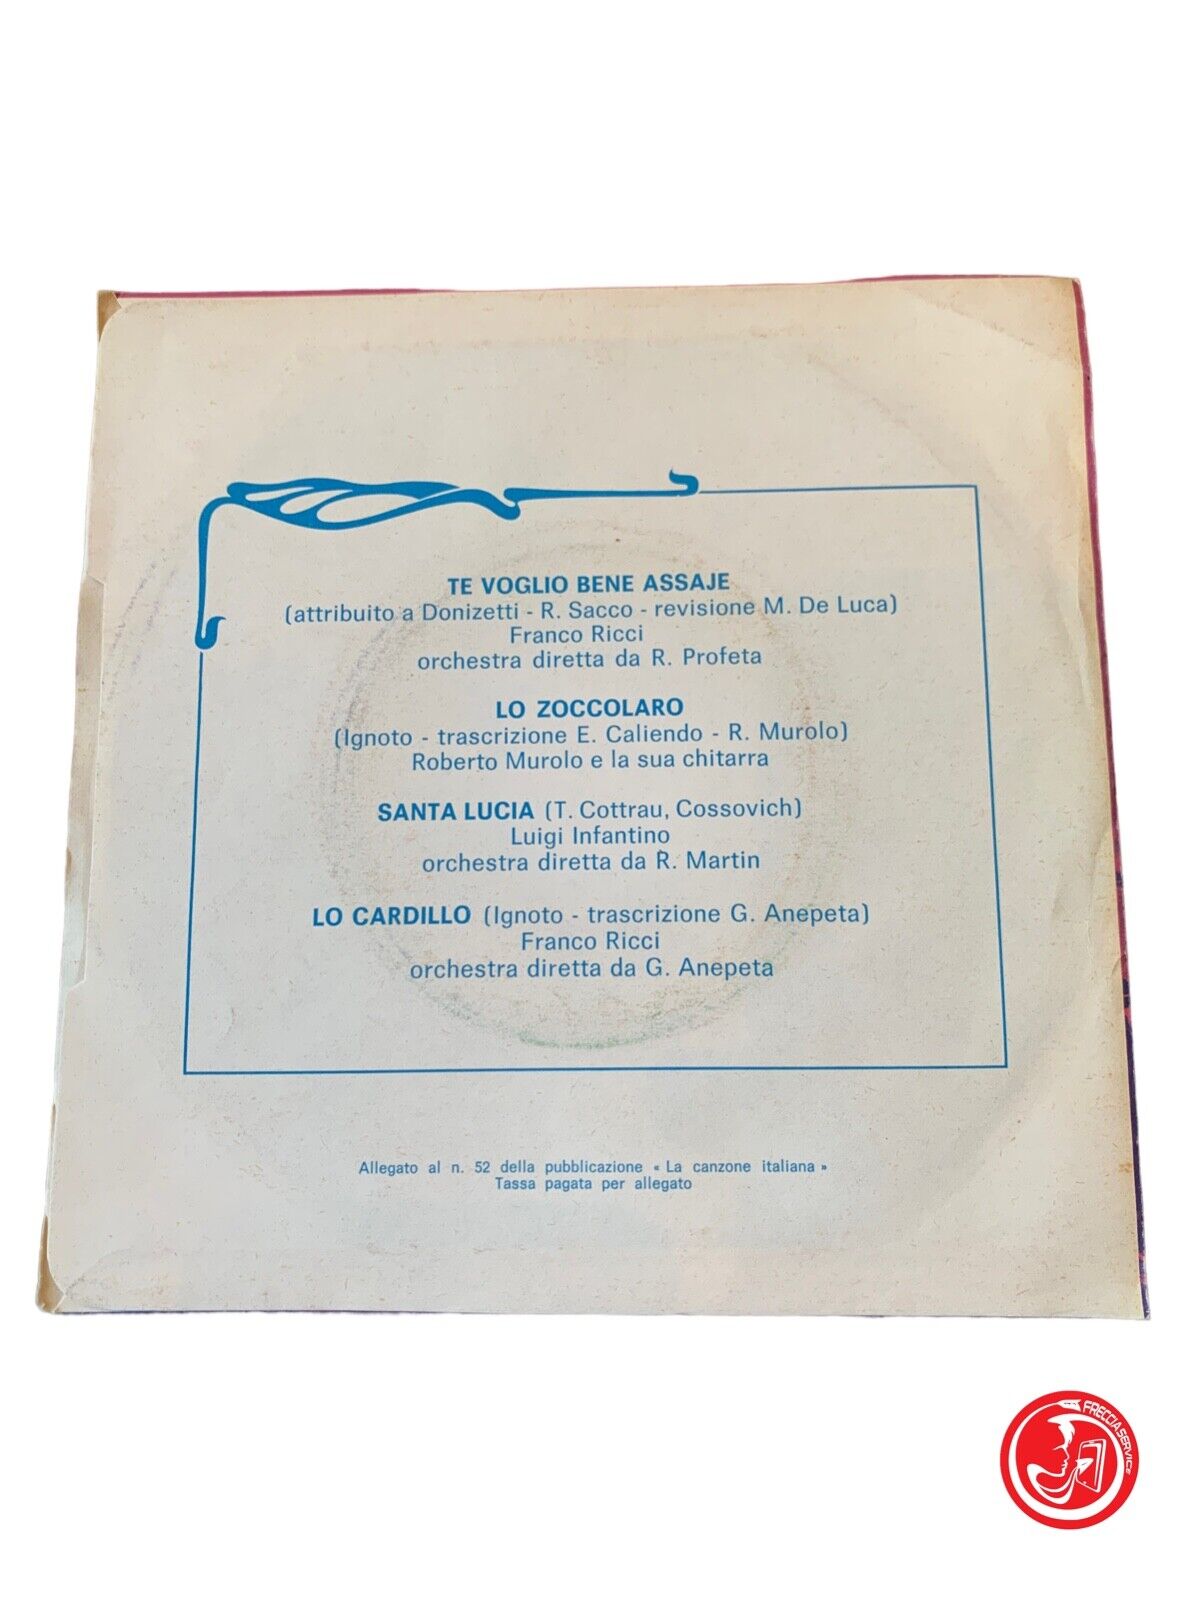 TE VOGLIO BENE ASSAJE
(attribuito a Donizetti - R. Sacco - revisione M. De Luca)
Franco Ricci
orchestra diretta da R. Profeta
LO ZOCCOLARO
(Ignoto - trascrizione E. Caliendo - R. Murolo)
Roberto Murolo e la sua chitarra
SANTA LUCIA (T. Cottrau, Cossovich)
Luigi Infantino
orchestra diretta da R. Martin
LO CARDILLO (Ignoto - trascrizione G. Anepeta)
Franco Ricci
orchestra diretta da G. Anepeta
Allegato al n. 52 della pubblicazione « La canzone italiana »
Tassa pagata per allegato
FRECCIA SERVICE